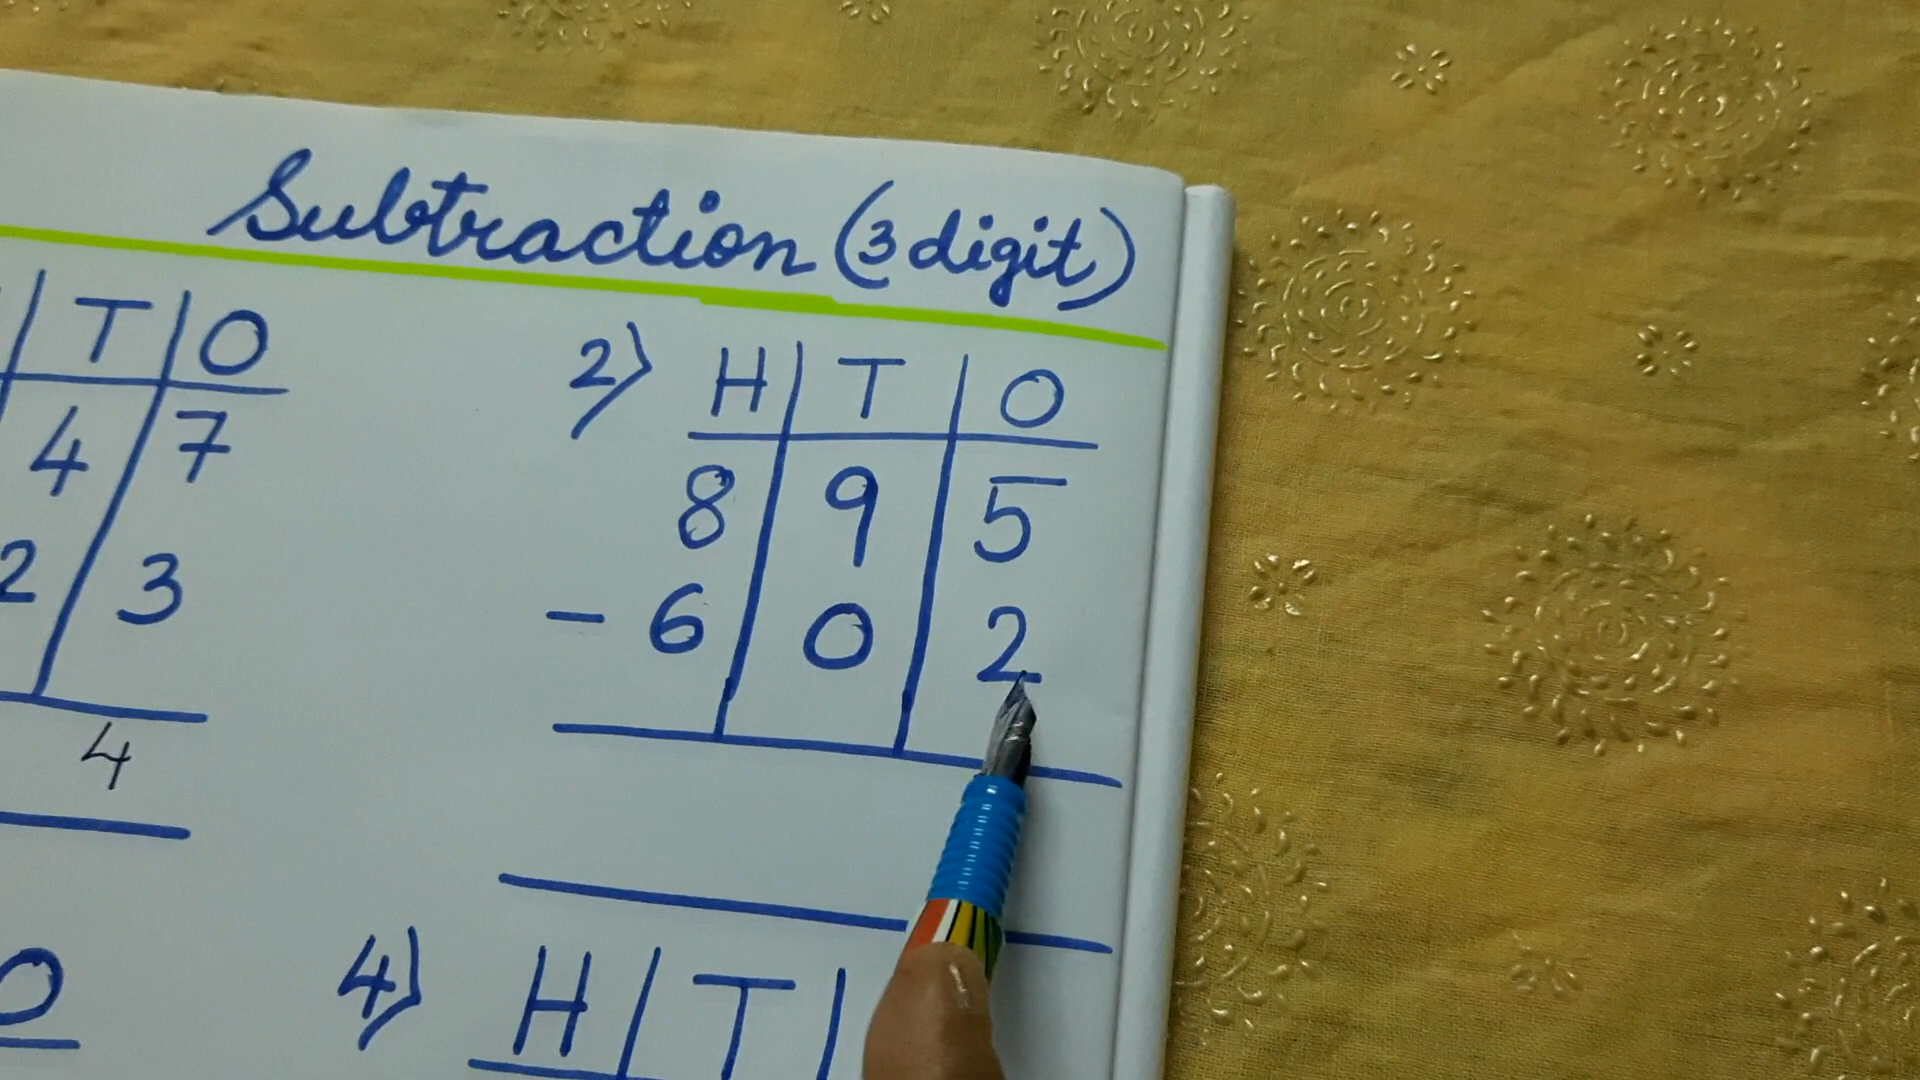 Subtraction (3 digit)
T O
4 7
2 3
4
2) H T O
8 9 5
- 6 0 2
O
4) H T